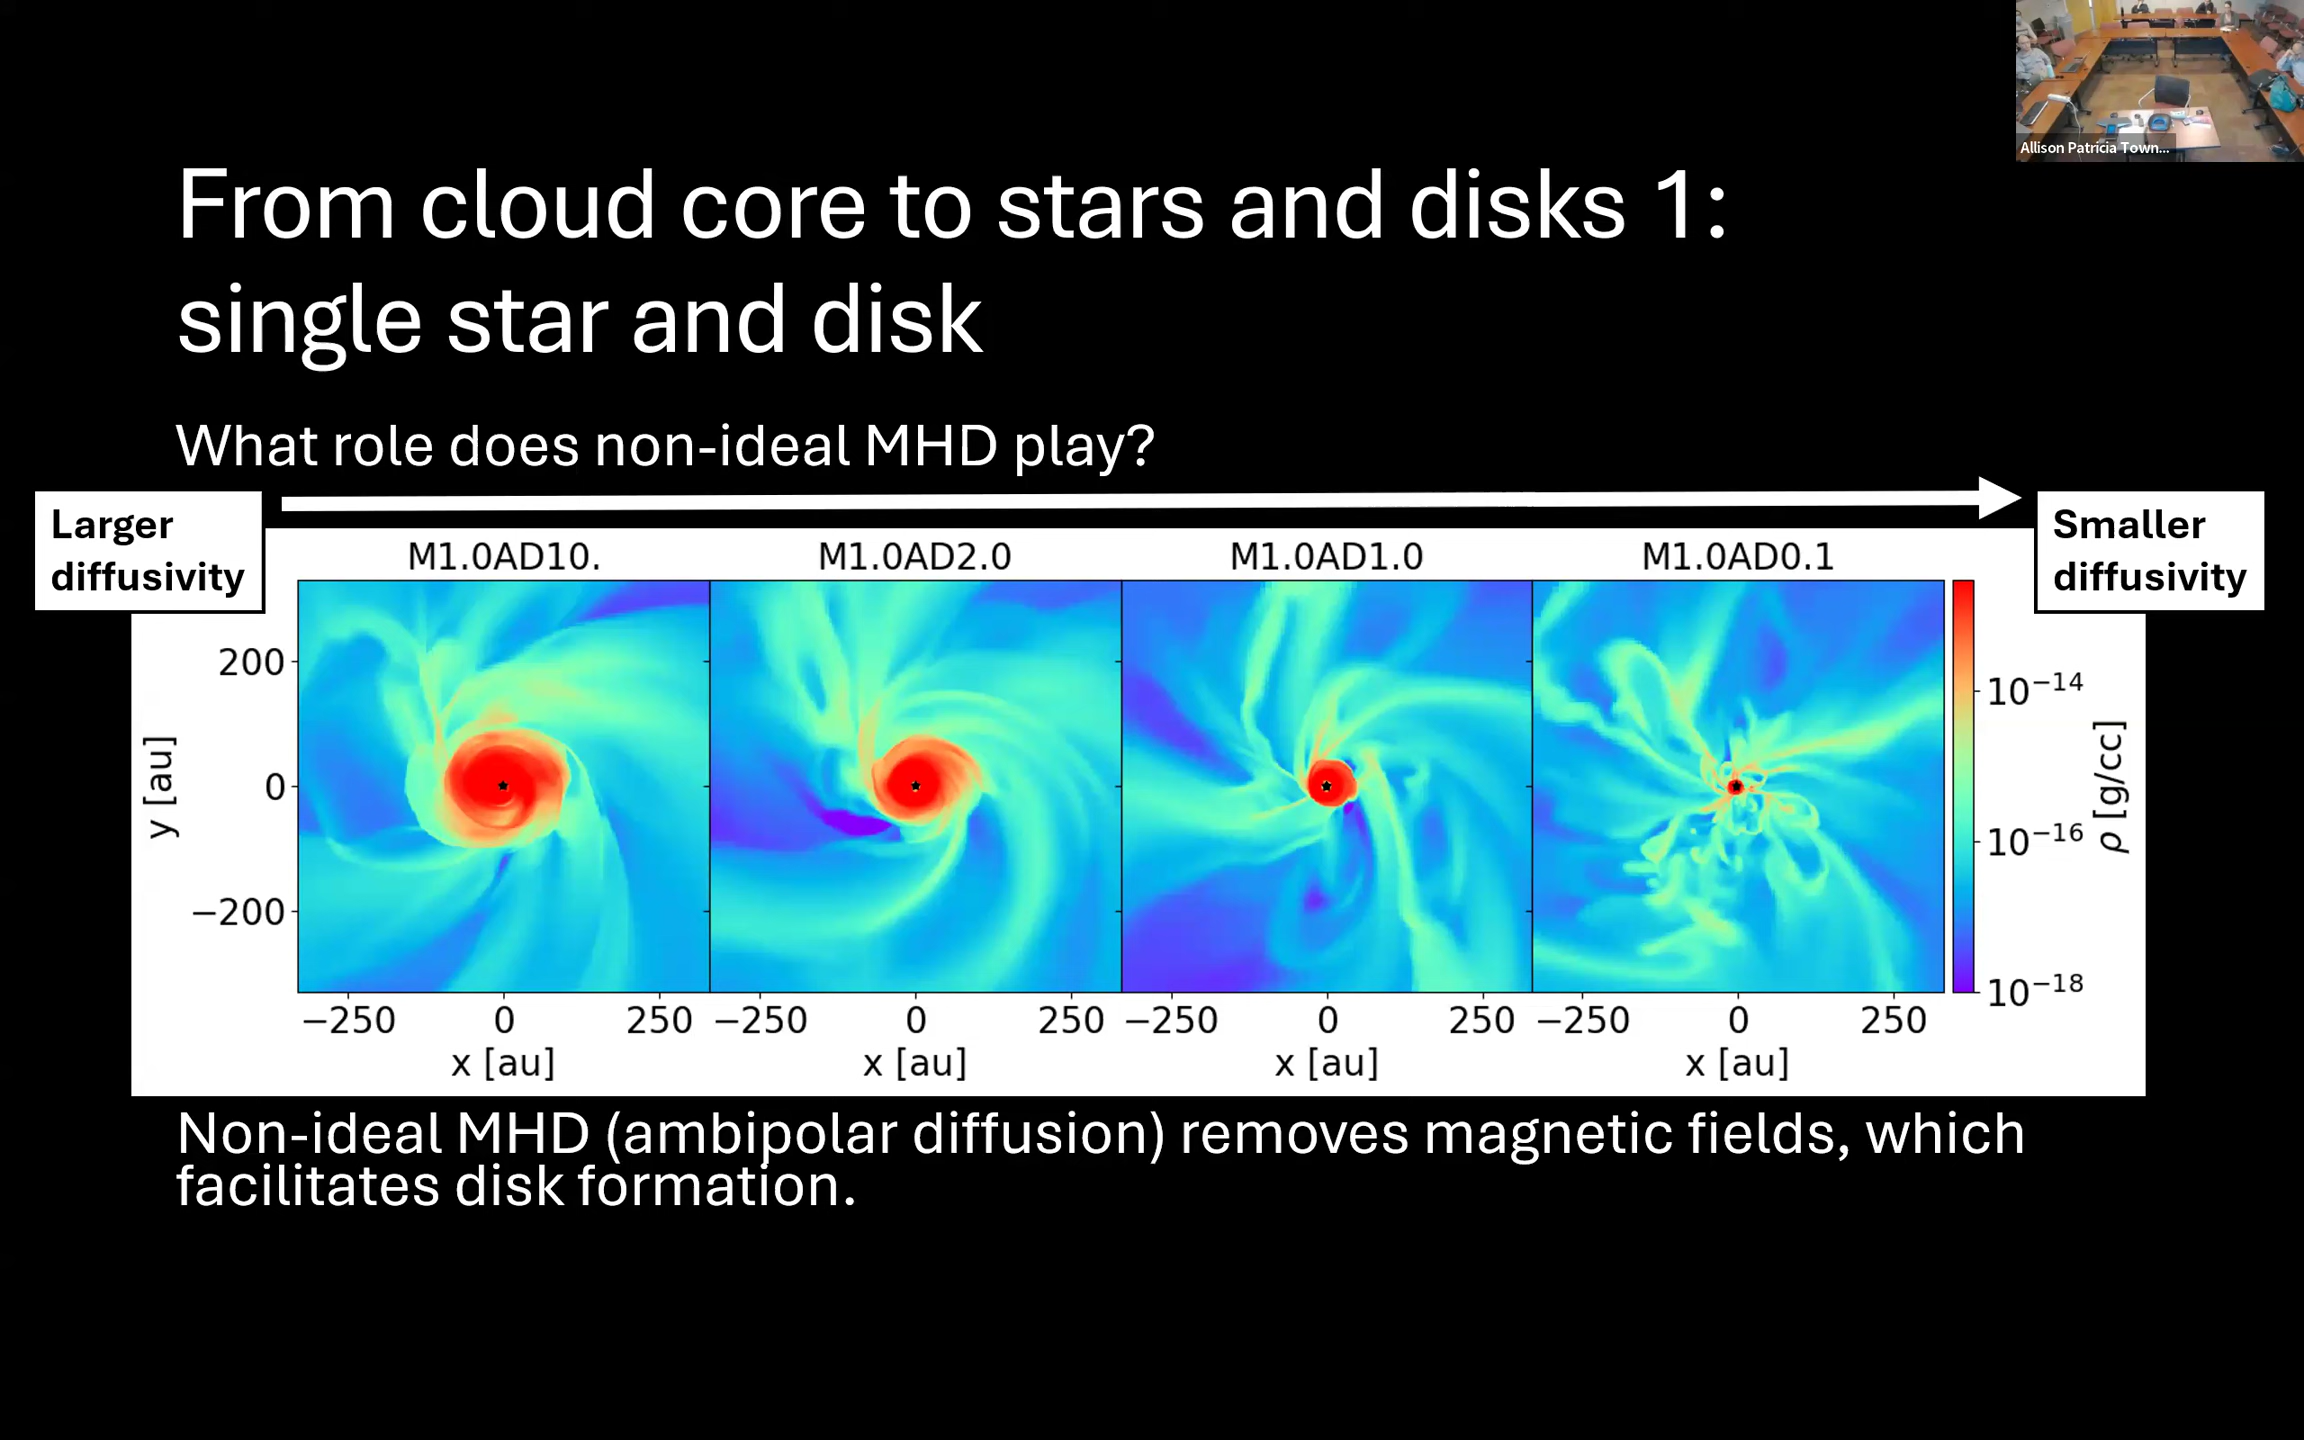 Allison Patricia Town...
From cloud core to stars and disks 1:
single star and disk
What role does non-ideal MHD play?
Larger
diffusivity
Smaller
diffusivity
M1.0AD10.
M1.0AD2.0
M1.0AD1.0
M1.0AD0.1
200
0
−200
y [au]
−250 0 250
−250 0 250
−250 0 250
−250 0 250
x [au]
x [au]
x [au]
x [au]
10⁻¹⁴
10⁻¹⁶
10⁻¹⁸
ρ [g/cc]
Non-ideal MHD (ambipolar diffusion) removes magnetic fields, which
facilitates disk formation.